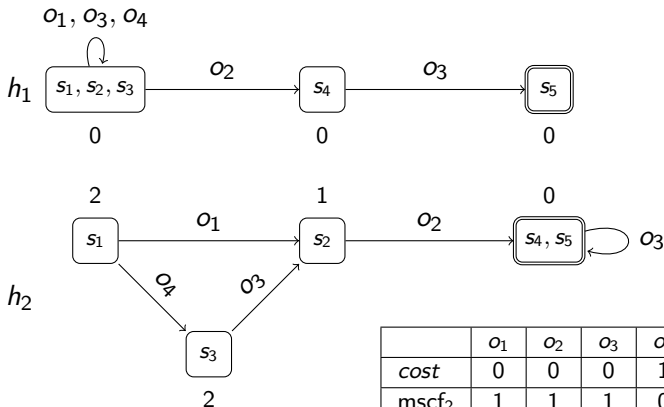 o₁, o₃, o₄
h₁ s₁, s₂, s₃ o₂ s₄ o₃ s₅
0 0 0
2 1 0
s₁ o₁ s₂ o₂ s₄, s₅ o₃
o₄ o₃
h₂
s₃
2
o₁ o₂ o₃
cost 0 0 0 1
mscf₂ 1 1 1